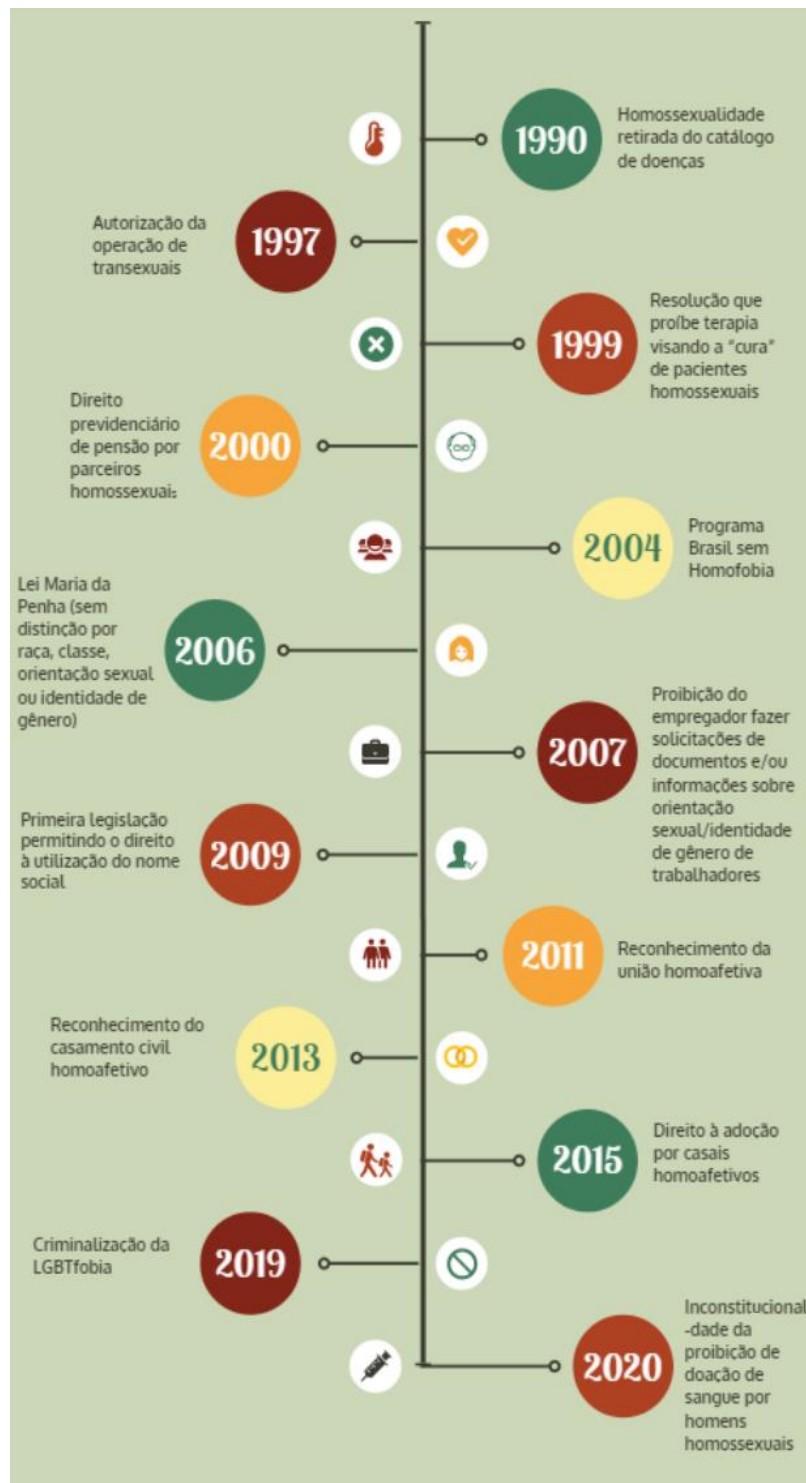 1990
Homossexualidade
retirada do catálogo
de doenças
Autorização da
operação de
transexuais
1997
1999
Resolução que
proíbe terapia
visando a "cura"
de pacientes
homossexuais
Direito
previdenciário
de pensão por
parceiros
homossexuais
2000
2004
Programa
Brasil sem
Homofobia
Lei Maria da
Penha (sem
distinção por
raça, classe,
orientação sexual
ou identidade de
gênero)
2006
2007
Proibição do
empregador fazer
solicitações de
documentos e/ou
informações sobre
orientação
sexual/identidade
de gênero de
trabalhadores
Primeira legislação
permitindo o direito
à utilização do nome
social
2009
2011
Reconhecimento da
união homoafetiva
Reconhecimento do
casamento civil
homoafetivo
2013
2015
Direito à adoção
por casais
homoafetivos
Criminalização da
LGBTfobia
2019
2020
Inconstitucional
-dade da
proibição de
doação de
sangue por
homens
homossexuais